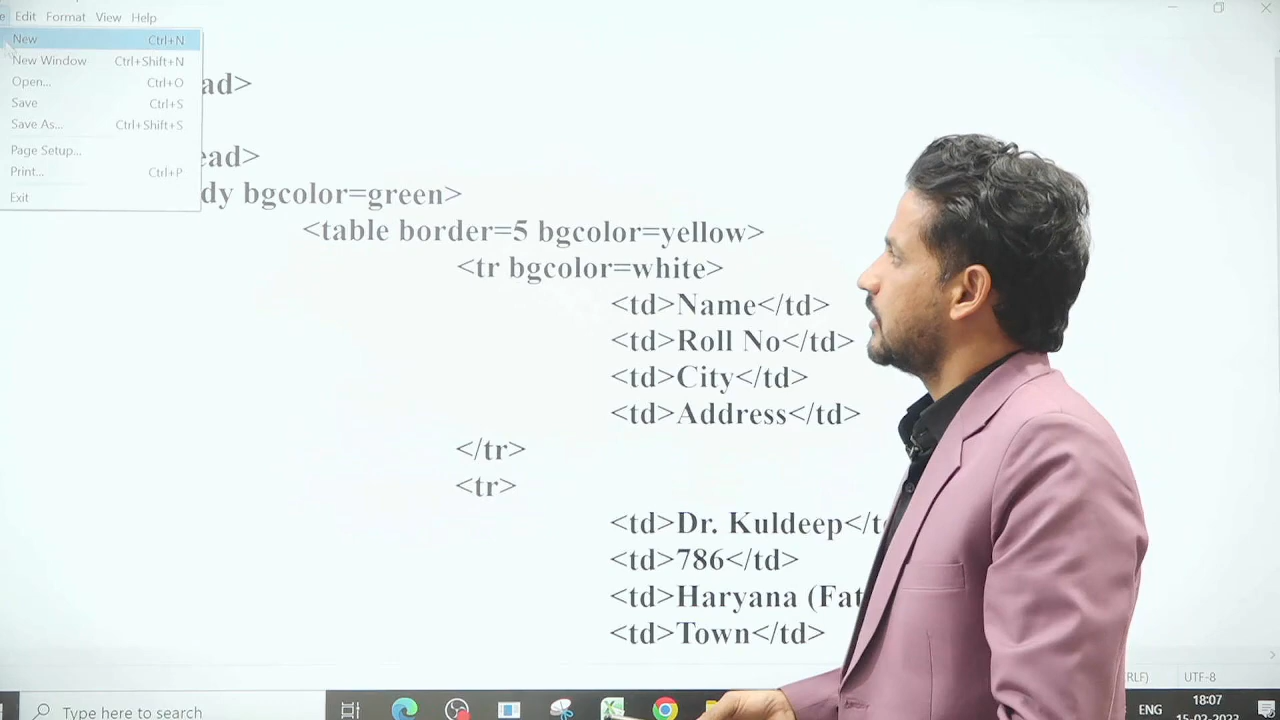 Edit Format View Help
New Ctrl+N
New Window Ctrl+Shift+N
Open... Ctrl+O
Save Ctrl+S
Save As... Ctrl+Shift+S
Page Setup...
Print... Ctrl+P
Exit
ad>
ead>
dy bgcolor=green>
<table border=5 bgcolor=yellow>
<tr bgcolor=white>
<td>Name</td>
<td>Roll No</td>
<td>City</td>
<td>Address</td>
</tr>
<tr>
<td>Dr. Kuldeep</td
<td>786</td>
<td>Haryana (Fat
<td>Town</td>
RLF) UTF-8
Type here to search
ENG
18:07